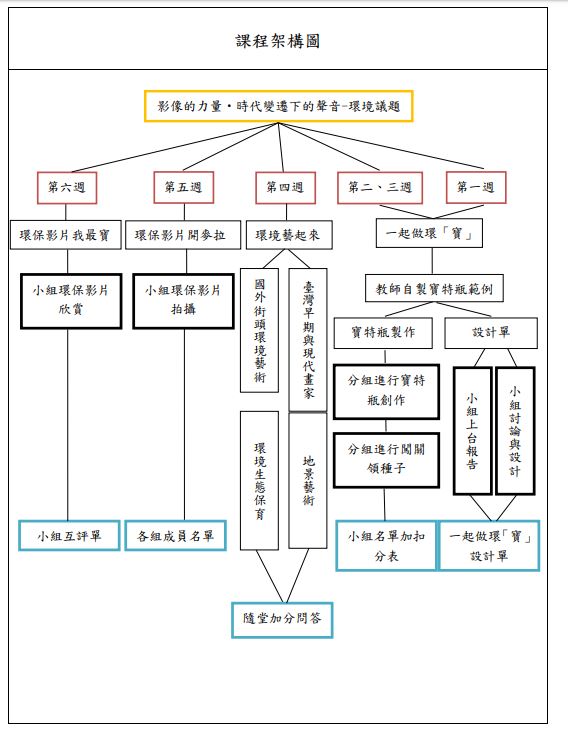 課程架構圖
影像的力量‧時代變遷下的聲音-環境議題
第六週
第五週
第四週
第二、三週
第一週
環保影片我最寶
環保影片開麥拉
環境藝起來
一起做環「寶」
小組環保影片
欣賞
小組環保影片
拍攝
國外街頭環境藝術
臺灣早期與現代畫家
教師自製寶特瓶範例
寶特瓶製作
設計單
分組進行寶特
瓶創作
小組上台報告
小組討論與設計
環境生態保育
地景藝術
分組進行闖關
領種子
小組互評單
各組成員名單
小組名單加扣
分表
一起做環「寶」
設計單
隨堂加分問答